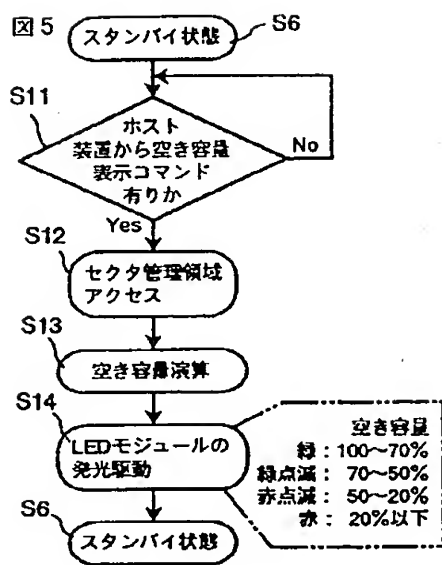 図5
スタンバイ状態
S6
S11
ホスト
装置から空き容量
表示コマンド
有りか
No
Yes
S12
セクタ管理領域
アクセス
S13
空き容量演算
S14
LEDモジュールの
発光駆動
空き容量
緑：100〜70%
緑点滅：70〜50%
赤点滅：50〜20%
赤：20%以下
S6
スタンバイ状態